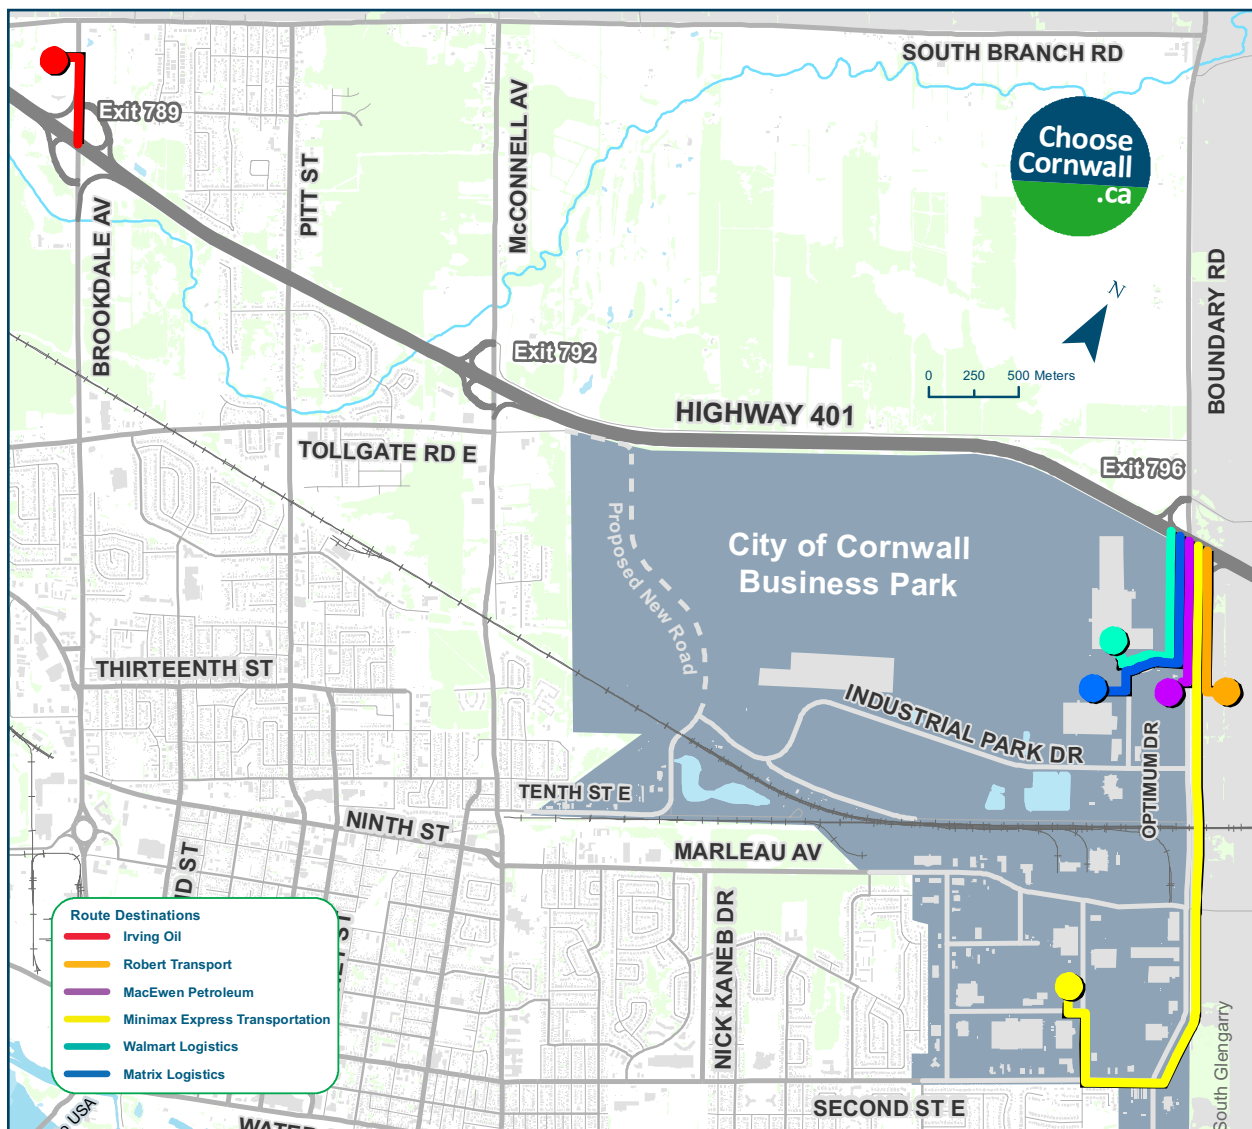 SOUTH BRANCH RD
Exit 789
Choose
Cornwall
.ca
McCONNELL AV
PITT ST
BROOKDALE AV
BOUNDARY RD
N
Exit 792
0 250 500 Meters
HIGHWAY 401
TOLLGATE RD E
Exit 796
Proposed New Road
City of Cornwall
Business Park
THIRTEENTH ST
INDUSTRIAL PARK DR
OPTIMUM DR
TENTH ST E
NINTH ST
MARLEAU AV
ND ST
NICK KANEB DR
Route Destinations
Irving Oil
Robert Transport
MacEwen Petroleum
Minimax Express Transportation
Walmart Logistics
Matrix Logistics
South Glengarry
SECOND ST E
USA
WATER